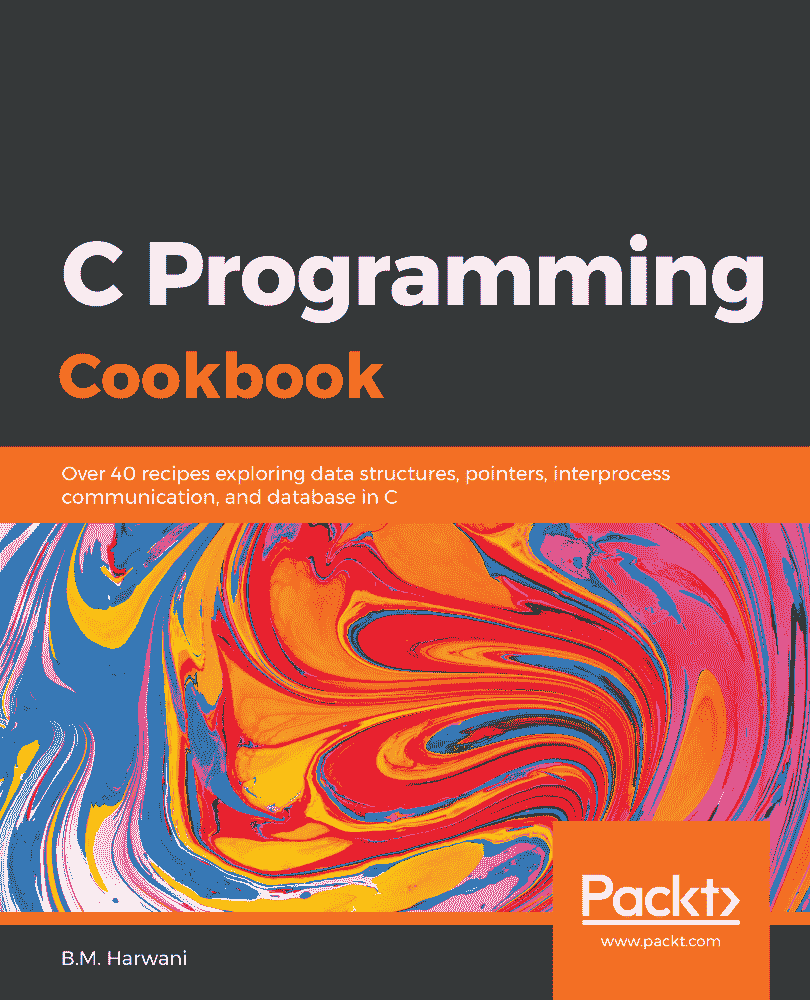 C Programming
Cookbook
Over 40 recipes exploring data structures, pointers, interprocess
communication, and database in C
Packt>
www.packt.com
B.M. Harwani